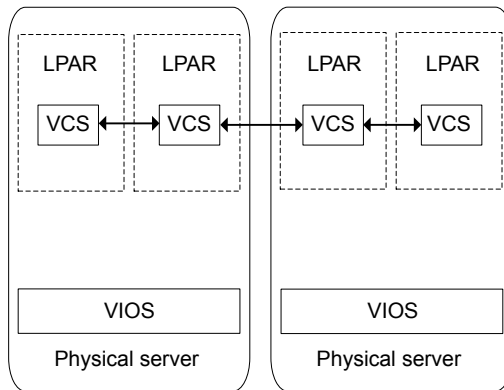 LPAR LPAR LPAR LPAR
VCS VCS VCS VCS
VIOS VIOS
Physical server Physical server